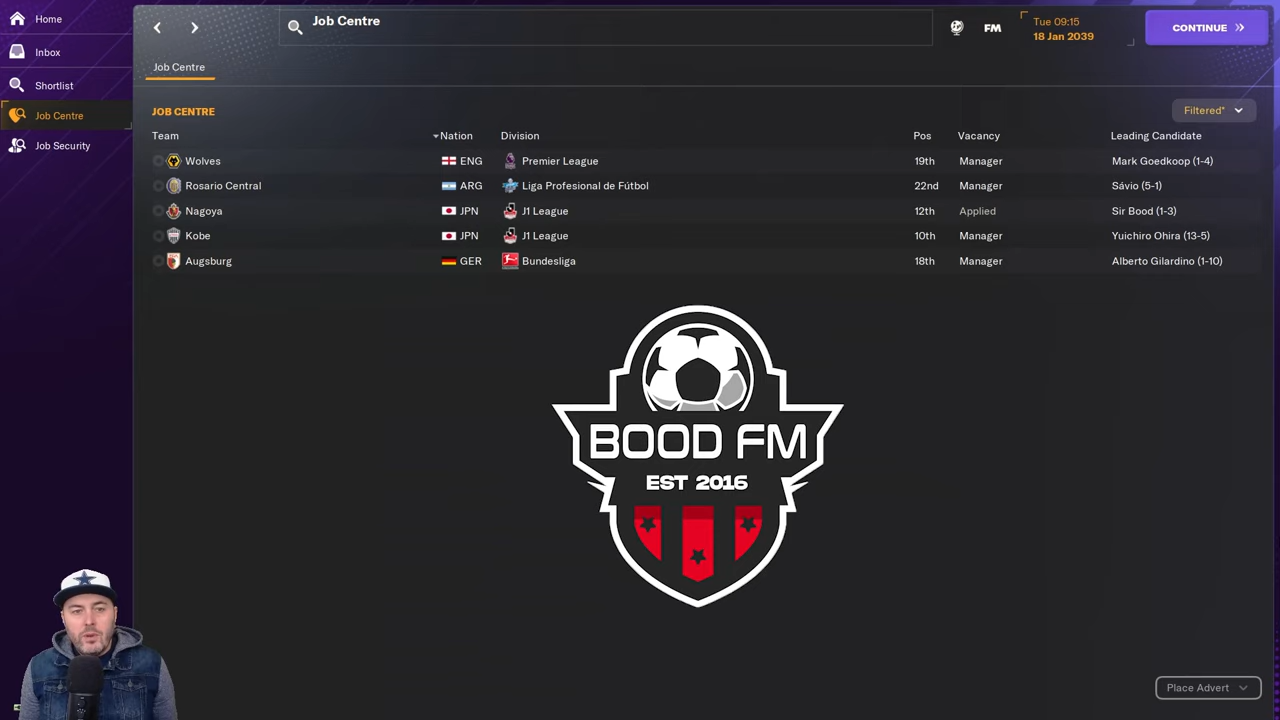 Home
Inbox
Shortlist
Job Centre
Job Security
Job Centre
FM
Tue 09:15
18 Jan 2039
CONTINUE
Job Centre
JOB CENTRE
Filtered*
Team Nation Division Pos Vacancy Leading Candidate
Wolves ENG Premier League 19th Manager Mark Goedkoop (1-4)
Rosario Central ARG Liga Profesional de Fútbol 22nd Manager Sávio (5-1)
Nagoya JPN J1 League 12th Applied Sir Bood (1-3)
Kobe JPN J1 League 10th Manager Yuichiro Ohira (13-5)
Augsburg GER Bundesliga 18th Manager Alberto Gilardino (1-10)
BOOD FM
EST 2016
Place Advert